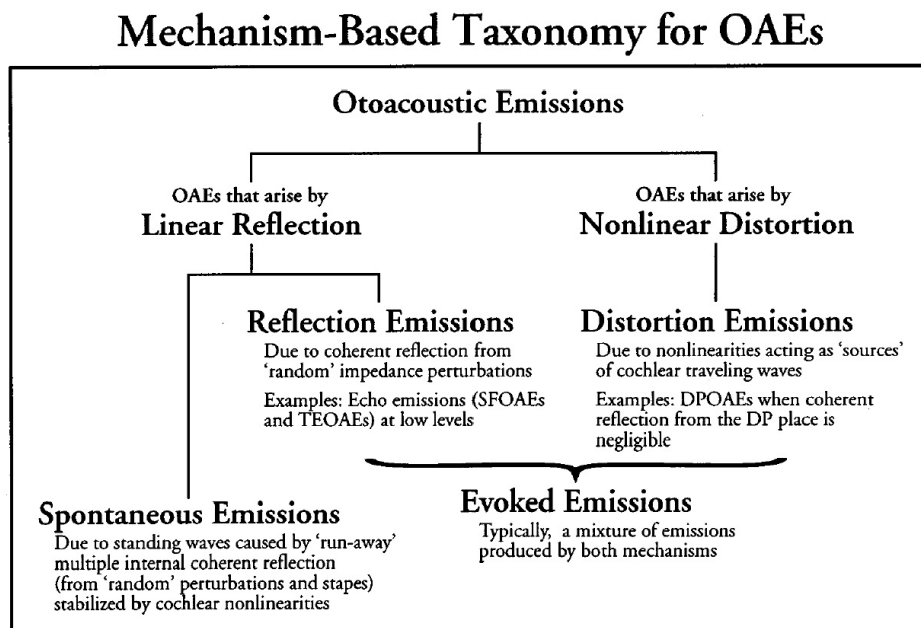 Mechanism-Based Taxonomy for OAEs
Otoacoustic Emissions
OAEs that arise by
Linear Reflection
OAEs that arise by
Nonlinear Distortion
Reflection Emissions
Due to coherent reflection from
‘random’ impedance perturbations
Examples: Echo emissions (SFOAEs
and TEOAEs) at low levels
Distortion Emissions
Due to nonlinearities acting as ‘sources’
of cochlear traveling waves
Examples: DPOAEs when coherent
reflection from the DP place is
negligible
Spontaneous Emissions
Due to standing waves caused by ‘run-away’
multiple internal coherent reflection
(from ‘random’ perturbations and stapes)
stabilized by cochlear nonlinearities
Evoked Emissions
Typically, a mixture of emissions
produced by both mechanisms